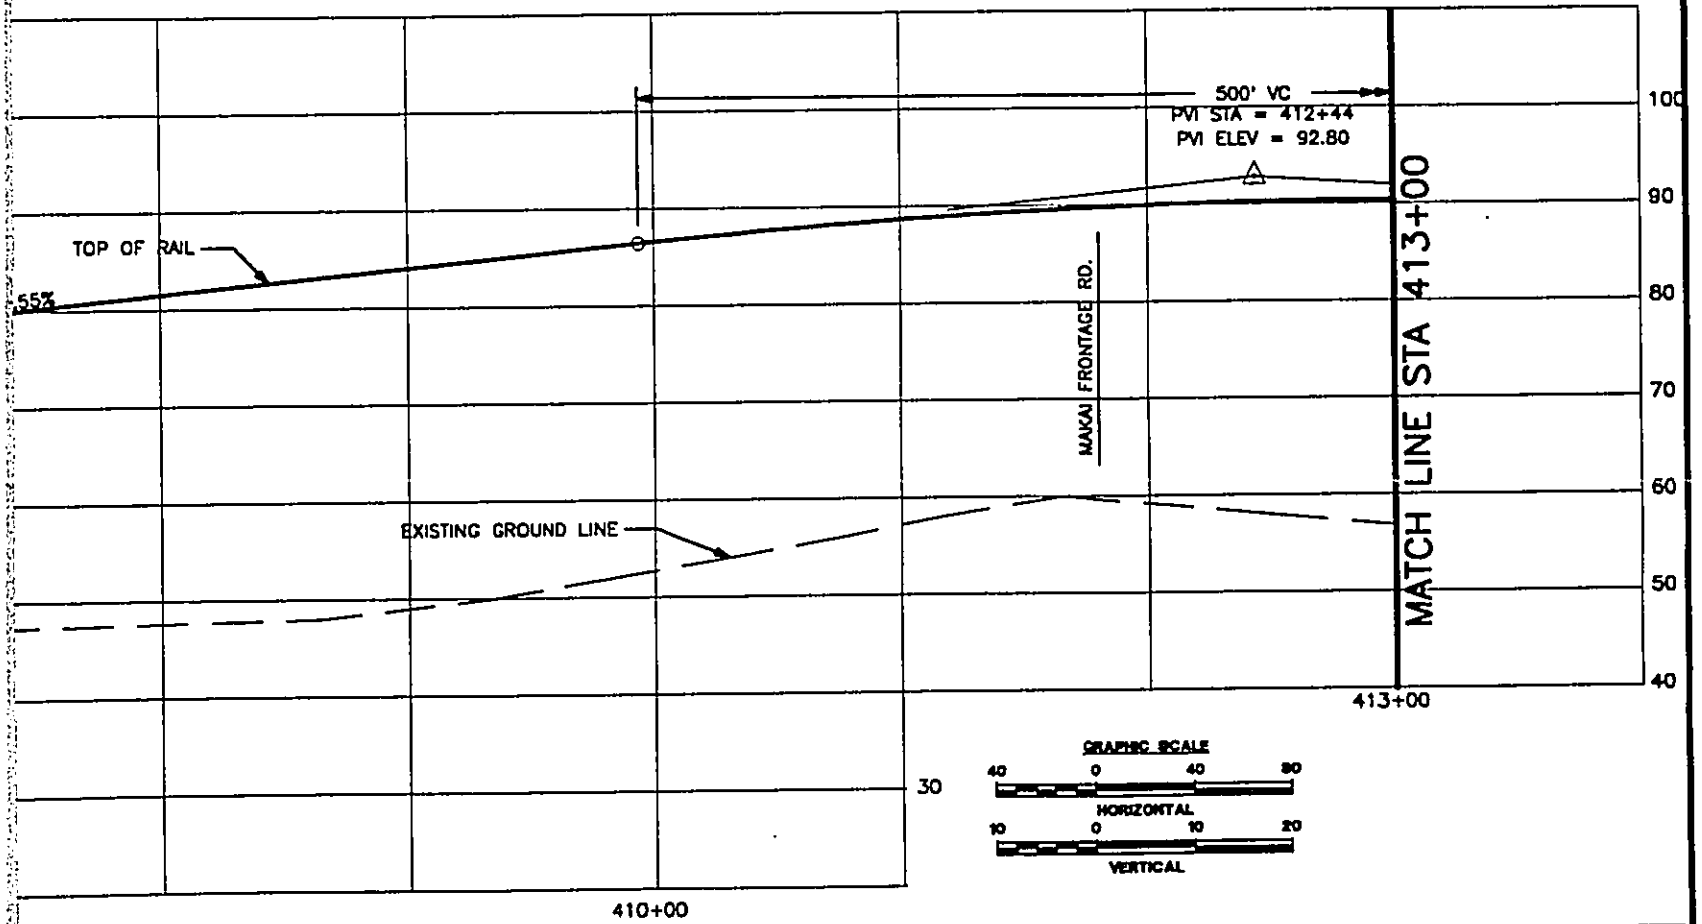 500' VC
PVI STA = 412+44
PVI ELEV = 92.80
100
90
80
70
60
50
40
30
TOP OF RAIL
55%
MAKAI FRONTAGE RD.
MATCH LINE STA 413+00
EXISTING GROUND LINE
413+00
GRAPHIC SCALE
40 0 40 80
HORIZONTAL
10 0 10 20
VERTICAL
410+00